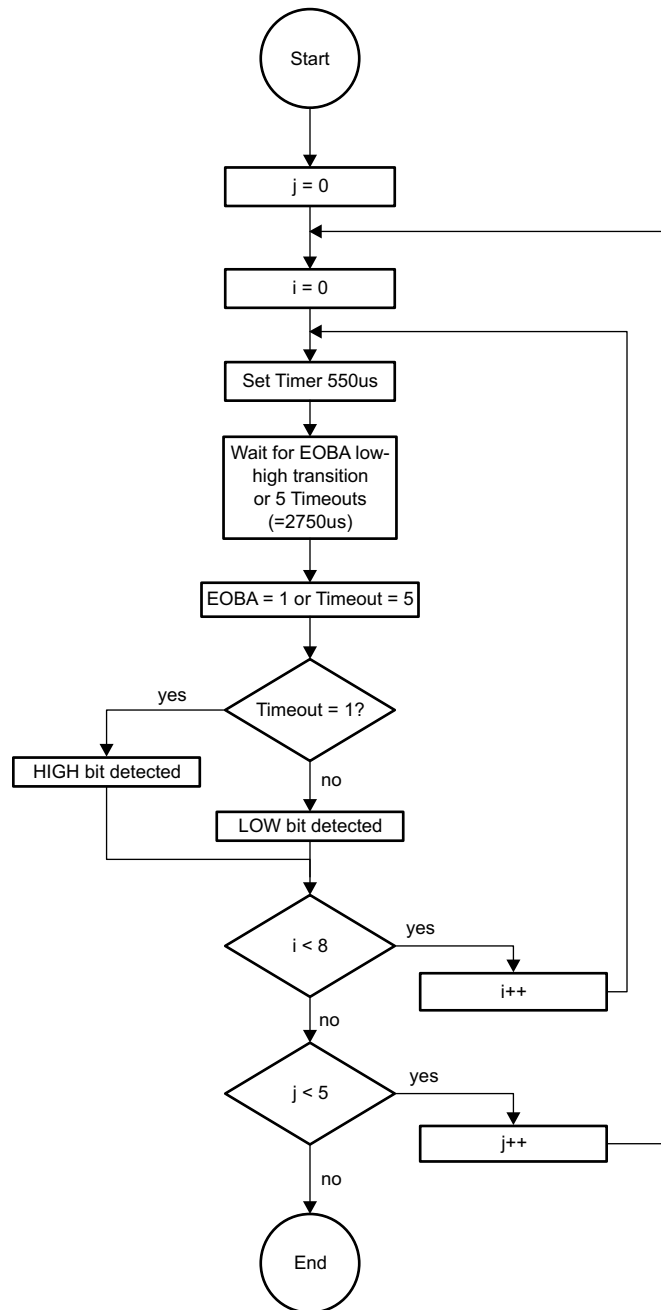 Start
j = 0
i = 0
Set Timer 550us
Wait for EOBA low-
high transition
or 5 Timeouts
(=2750us)
EOBA = 1 or Timeout = 5
Timeout = 1?
yes
HIGH bit detected
no
LOW bit detected
i < 8
yes
i++
no
j < 5
yes
j++
no
End